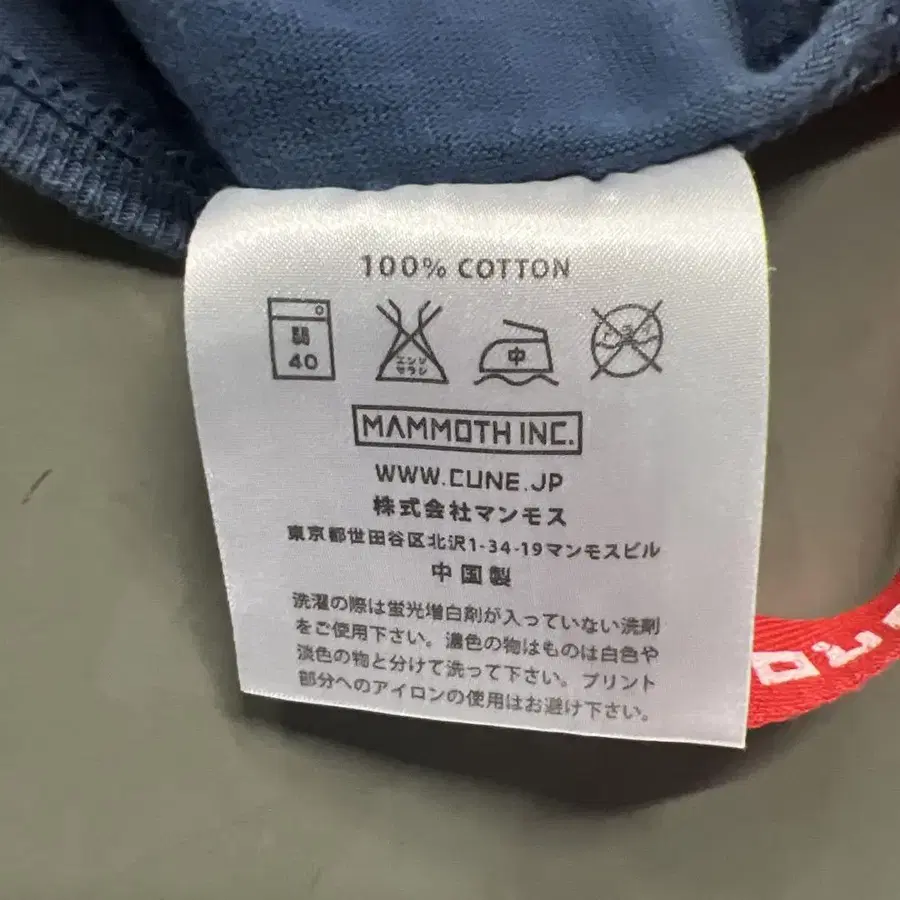 100% COTTON
40
エンソ
サラシ
中
MAMMOTH INC.
WWW.CUNE.JP
株式会社マンモス
東京都世田谷区北沢1-34-19マンモスビル
中国製
洗濯の際は蛍光増白剤が入っていない洗剤
をご使用下さい。濃色の物はものは白色や
淡色の物と分けて洗って下さい。プリント
部分へのアイロンの使用はお避け下さい。